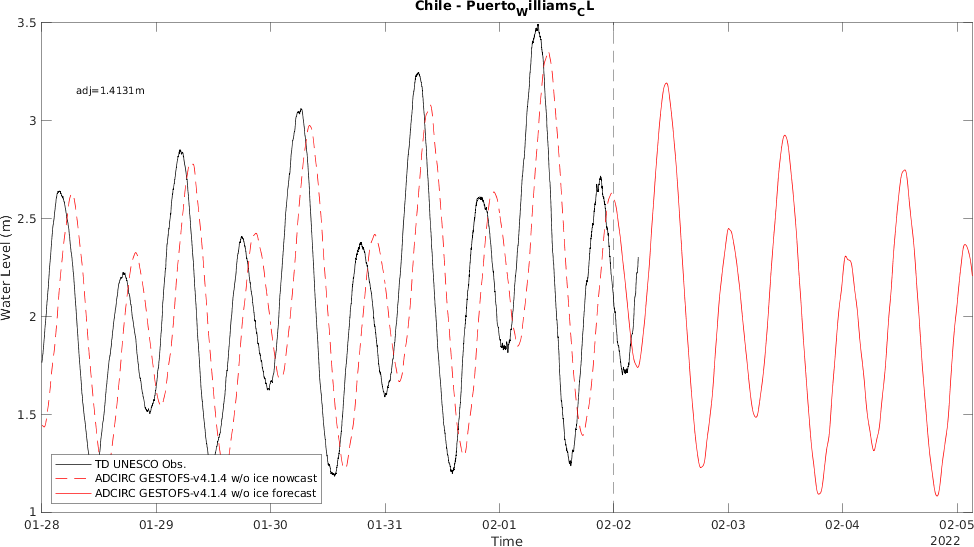 Chile - PuertoWilliamsCL
3.5
adj=1.4131m
3
2.5
Water Level (m)
2
1.5
TD UNESCO Obs.
ADCIRC GESTOFS-v4.1.4 w/o ice nowcast
ADCIRC GESTOFS-v4.1.4 w/o ice forecast
1
01-28 01-29 01-30 01-31 02-01 02-02 02-03 02-04 02-05
Time 2022